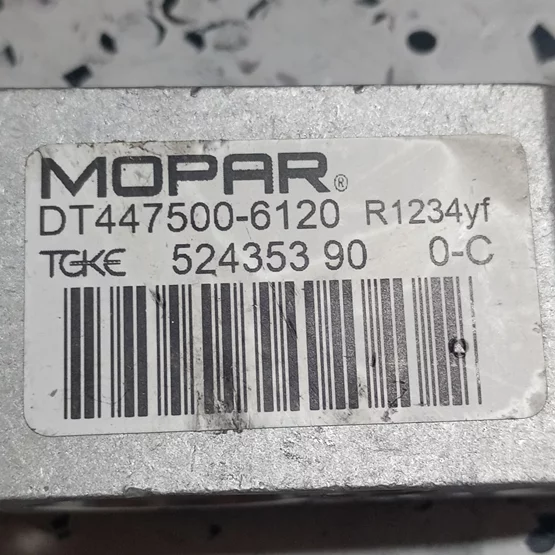 MOPAR®
DT447500-6120 R1234yf
TGKE 524353 90 0-C